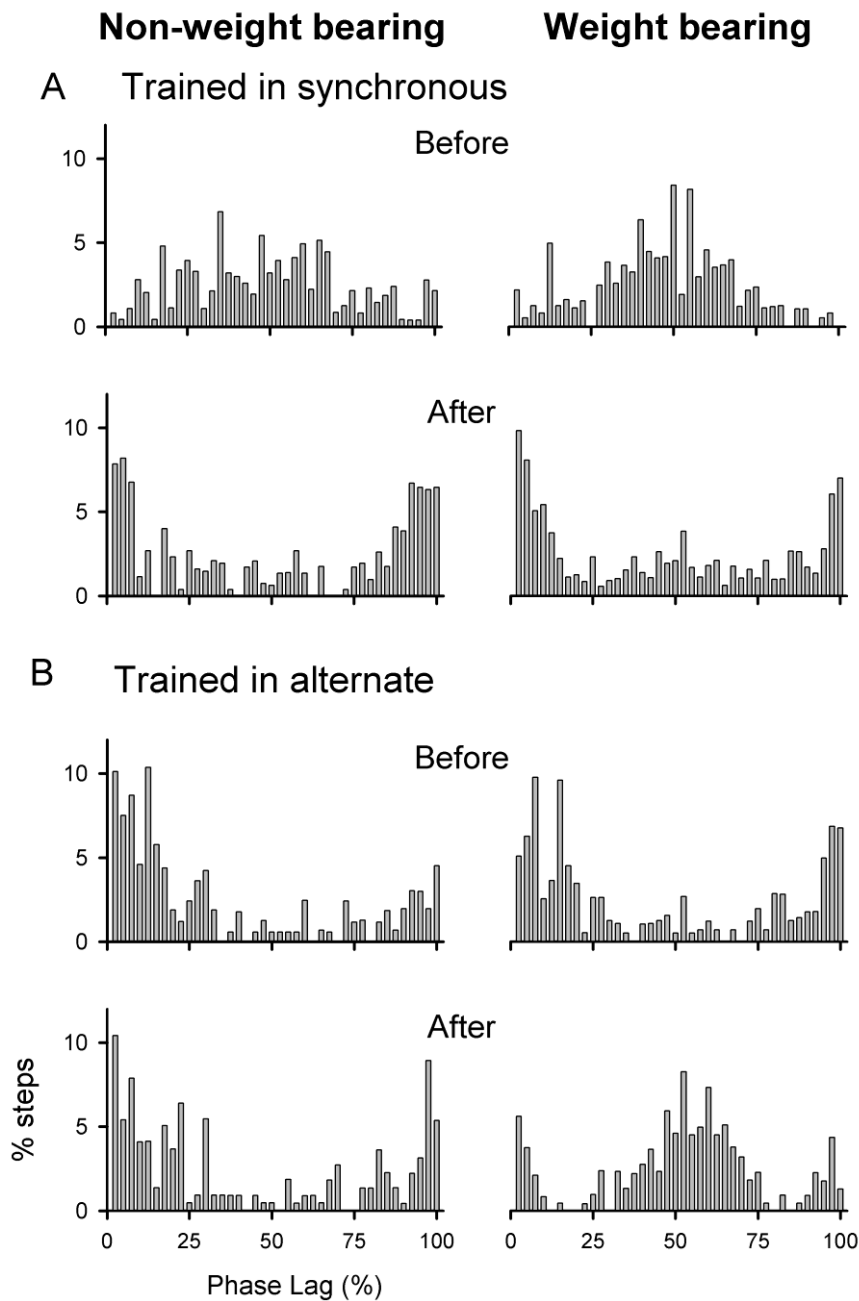 Non-weight bearing Weight bearing
A Trained in synchronous
Before
10
5
0
After
10
5
0
B Trained in alternate
Before
10
5
0
After
10
5
0
% steps
0 25 50 75 100 0 25 50 75 100
Phase Lag (%)